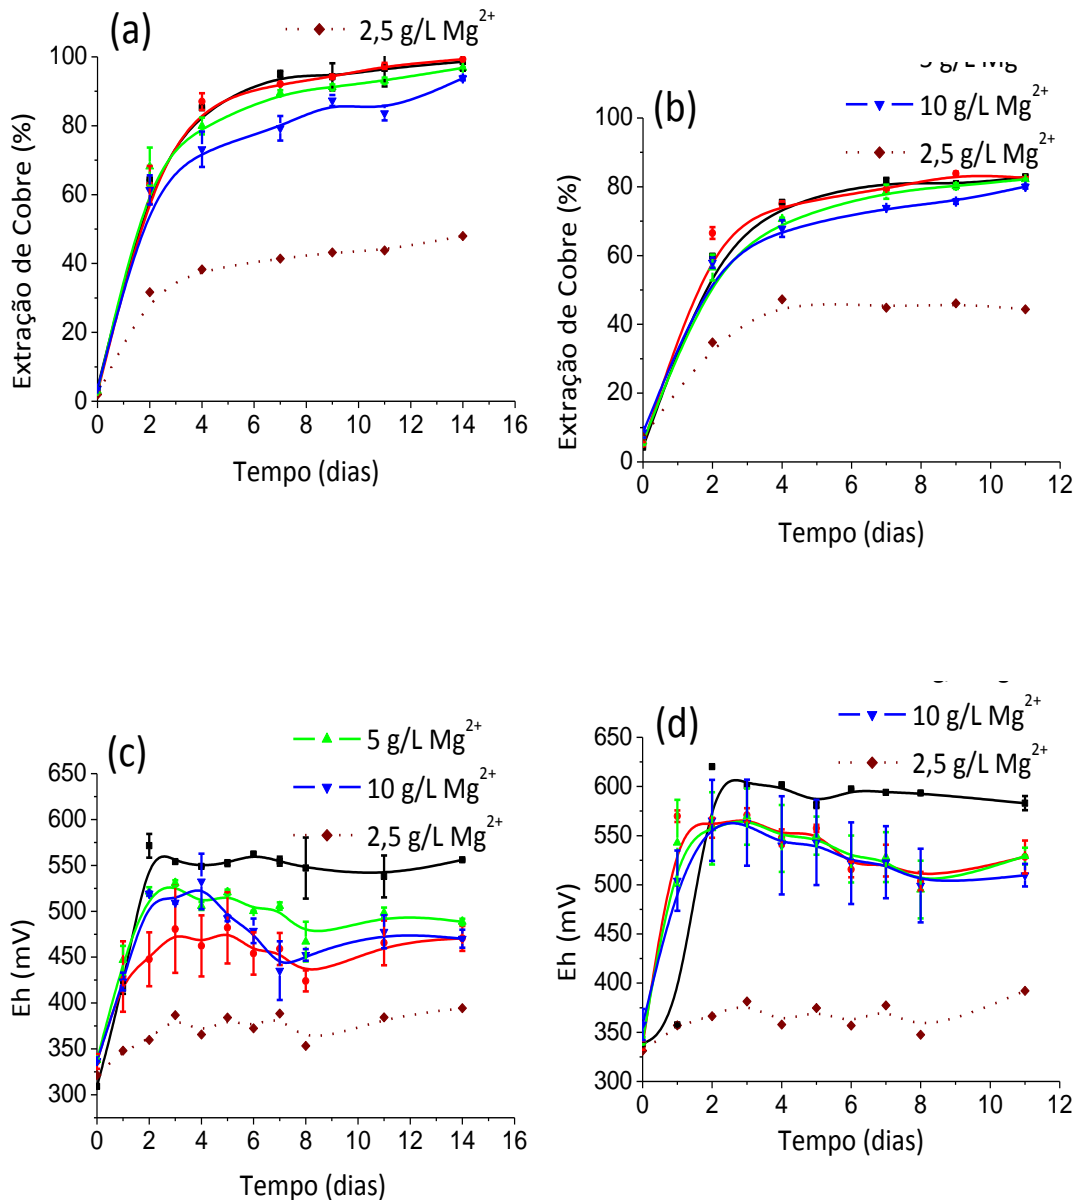 (a)
2,5 g/L Mg2+
100
80
60
40
20
0
Extração de Cobre (%)
0 2 4 6 8 10 12 14 16
Tempo (dias)
(b)
10 g/L Mg2+
2,5 g/L Mg2+
100
80
60
40
20
0
Extração de Cobre (%)
0 2 4 6 8 10 12
Tempo (dias)
(c)
5 g/L Mg2+
10 g/L Mg2+
2,5 g/L Mg2+
650
600
550
500
450
400
350
300
Eh (mV)
0 2 4 6 8 10 12 14 16
Tempo (dias)
(d)
10 g/L Mg2+
2,5 g/L Mg2+
650
600
550
500
450
400
350
300
Eh (mV)
0 2 4 6 8 10 12
Tempo (dias)